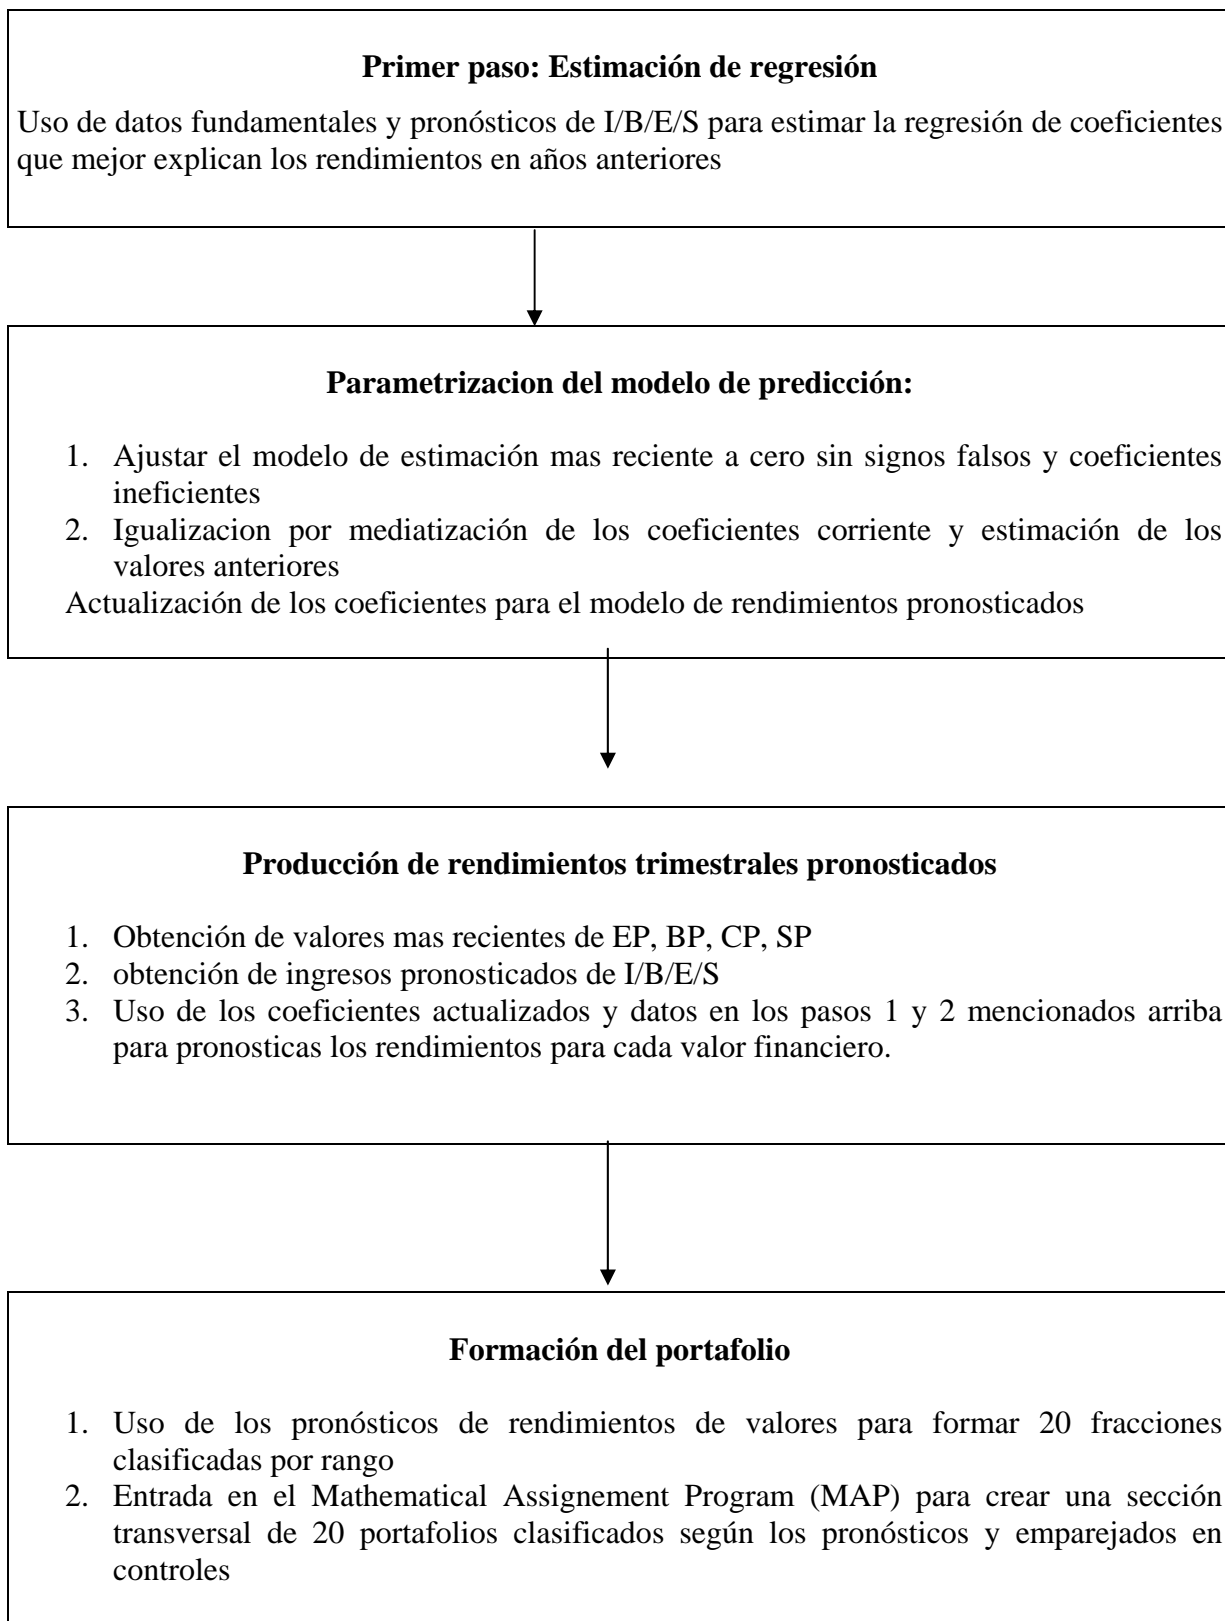 Primer paso: Estimación de regresión
Uso de datos fundamentales y pronósticos de I/B/E/S para estimar la regresión de coeficientes
que mejor explican los rendimientos en años anteriores
Parametrizacion del modelo de predicción:
1. Ajustar el modelo de estimación mas reciente a cero sin signos falsos y coeficientes
ineficientes
2. Igualizacion por mediatización de los coeficientes corriente y estimación de los
valores anteriores
Actualización de los coeficientes para el modelo de rendimientos pronosticados
Producción de rendimientos trimestrales pronosticados
1. Obtención de valores mas recientes de EP, BP, CP, SP
2. obtención de ingresos pronosticados de I/B/E/S
3. Uso de los coeficientes actualizados y datos en los pasos 1 y 2 mencionados arriba
para pronosticas los rendimientos para cada valor financiero.
Formación del portafolio
1. Uso de los pronósticos de rendimientos de valores para formar 20 fracciones
clasificadas por rango
2. Entrada en el Mathematical Assignement Program (MAP) para crear una sección
transversal de 20 portafolios clasificados según los pronósticos y emparejados en
controles